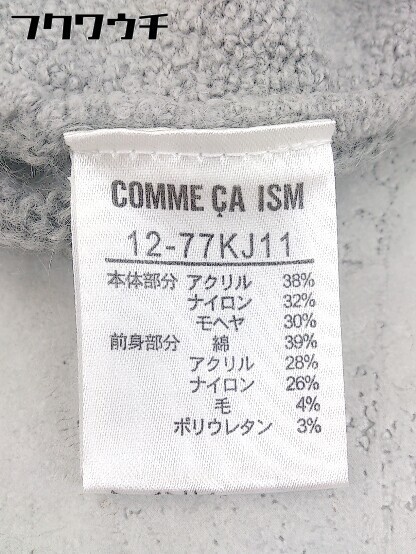 フクワウチ
COMME ÇA ISM
12-77KJ11
本体部分 アクリル 38%
ナイロン 32%
モヘヤ 30%
前身部分 綿 39%
アクリル 28%
ナイロン 26%
毛 4%
ポリウレタン 3%